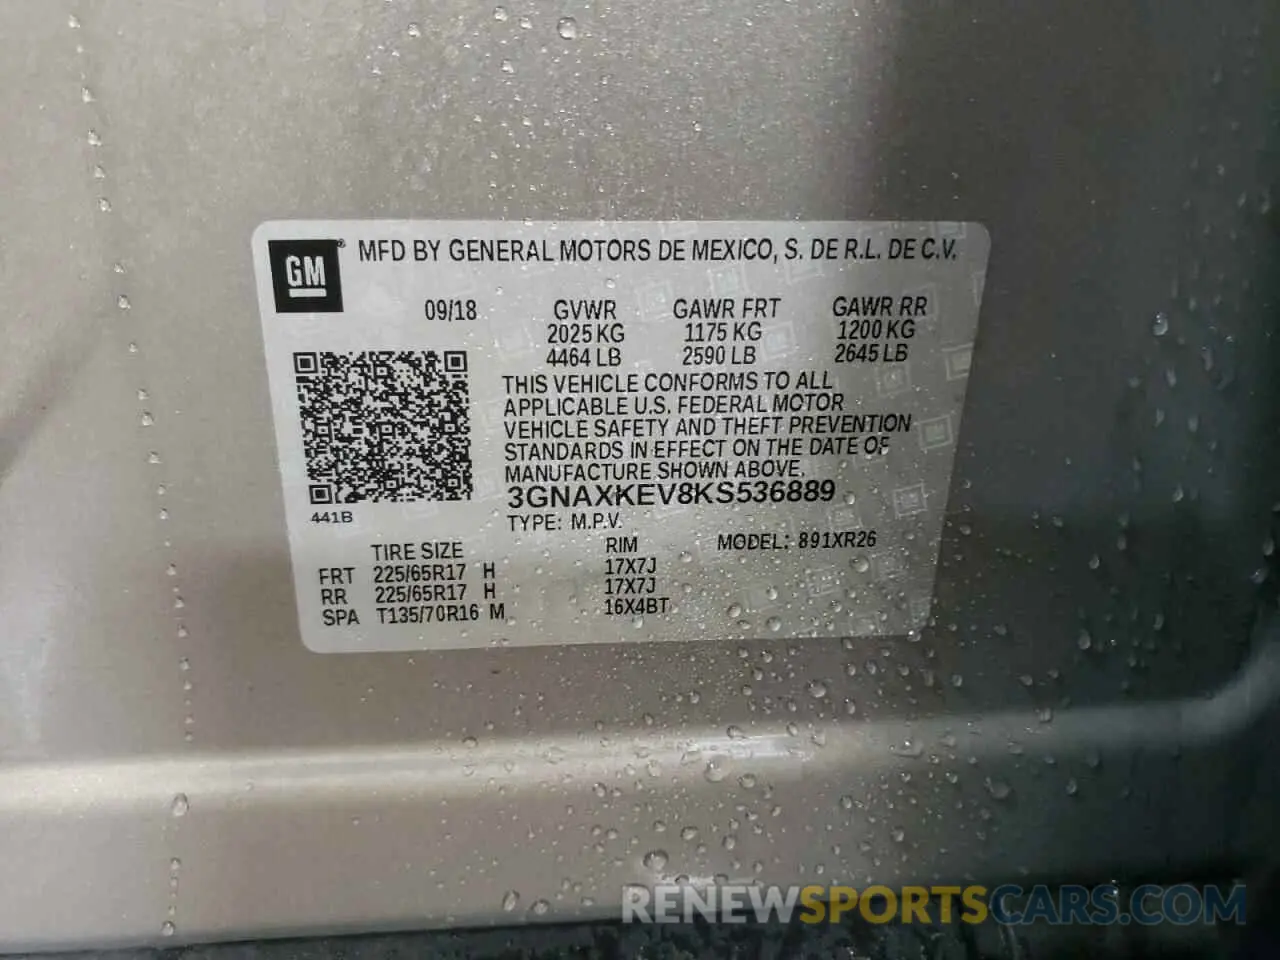 GM® MFD BY GENERAL MOTORS DE MEXICO, S. DE R.L. DE C.V.
09/18 GVWR GAWR FRT GAWR RR
2025 KG 1175 KG 1200 KG
4464 LB 2590 LB 2645 LB
THIS VEHICLE CONFORMS TO ALL
APPLICABLE U.S. FEDERAL MOTOR
VEHICLE SAFETY AND THEFT PREVENTION
STANDARDS IN EFFECT ON THE DATE OF
MANUFACTURE SHOWN ABOVE.
3GNAXKEV8KS536889
441B
TYPE: M.P.V.
MODEL: 891XR26
TIRE SIZE RIM
FRT 225/65R17 H 17X7J
RR 225/65R17 H 17X7J
SPA T135/70R16 M 16X4BT
RENEWSPORTSCARS.COM